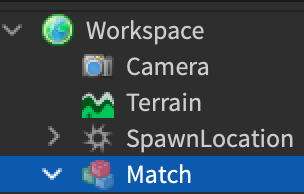 Workspace
Camera
Terrain
SpawnLocation
Match